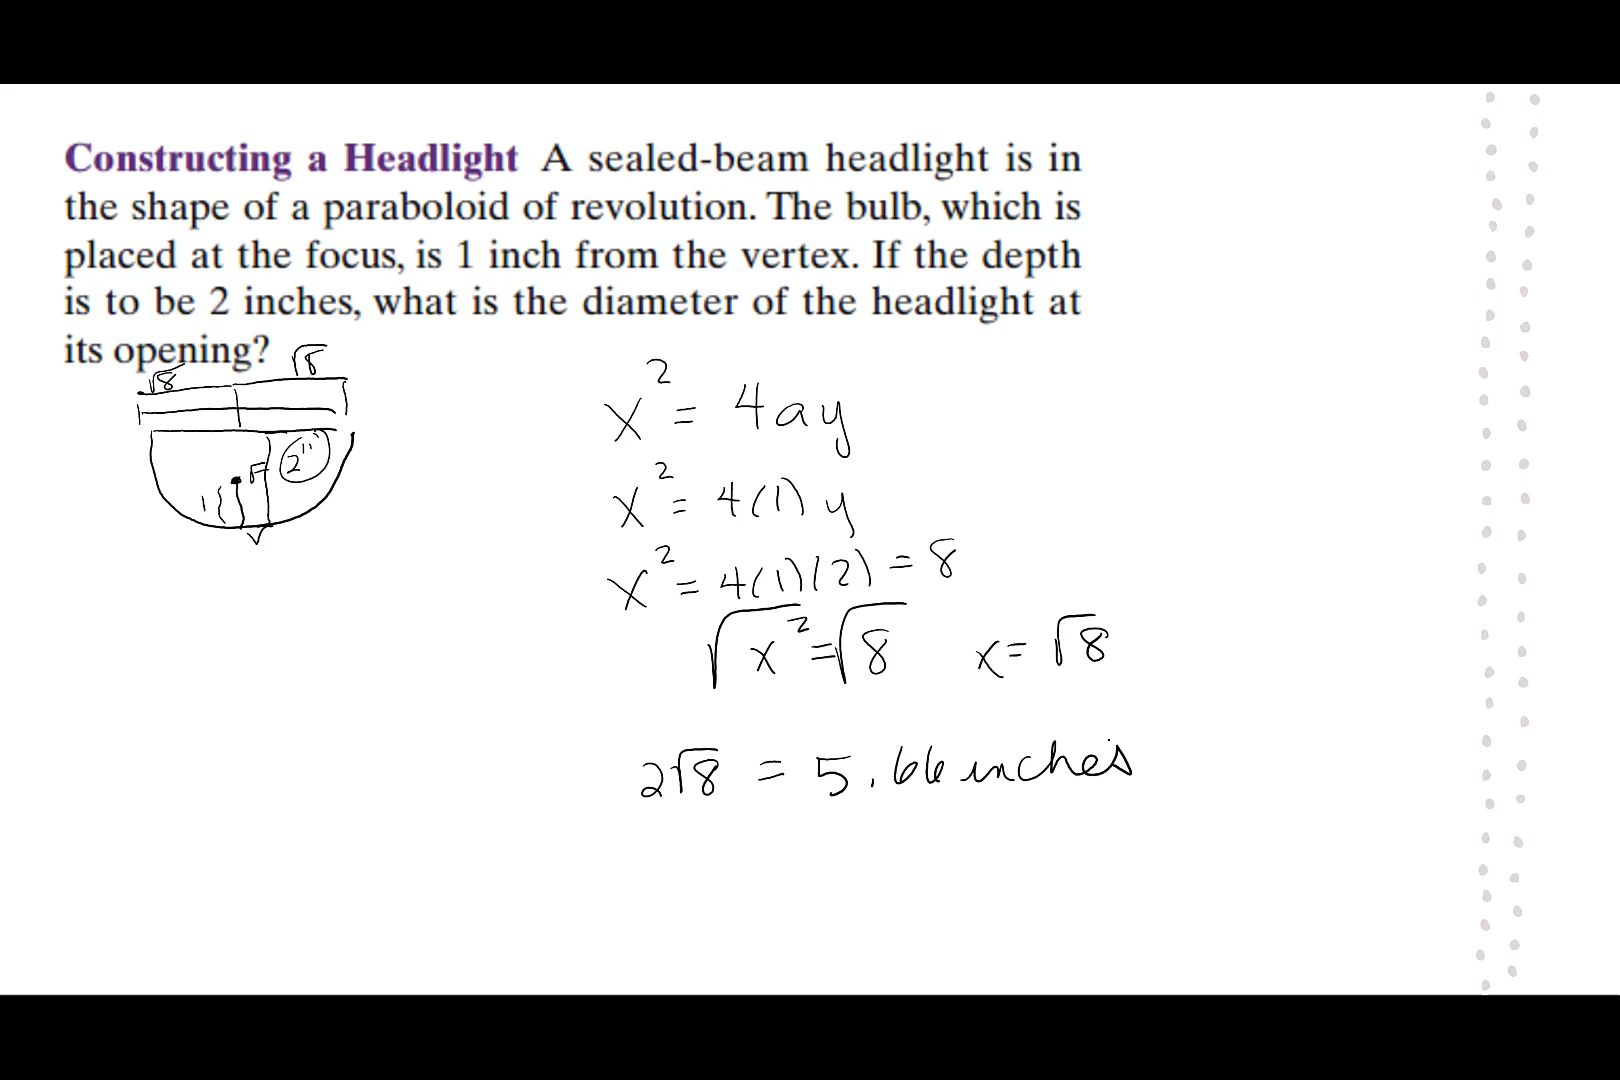 Constructing a Headlight A sealed-beam headlight is in
the shape of a paraboloid of revolution. The bulb, which is
placed at the focus, is 1 inch from the vertex. If the depth
is to be 2 inches, what is the diameter of the headlight at
its opening?
√8 √8
2"
F
1
V
x² = 4ay
x² = 4(1)y
x² = 4(1)(2) = 8
√x² = √8 x = √8
2√8 = 5.66 inches